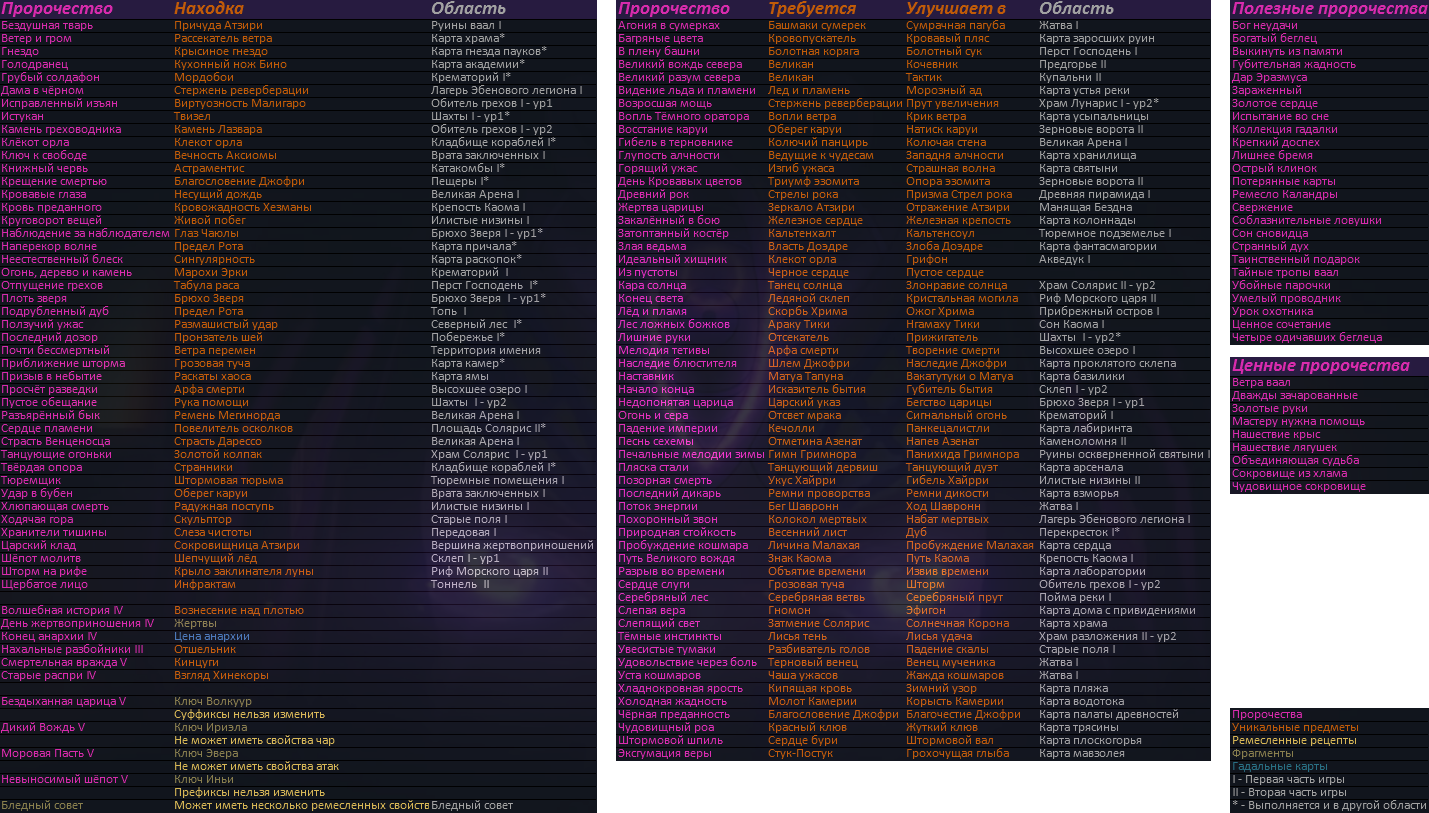 Пророчество Находка Область
Бездушная тварь Причуда Атзири Руины ваал I
Ветер и гром Рассекатель ветра Карта храма*
Гнездо Крысиное гнездо Карта гнезда пауков*
Голодранец Кухонный нож Бино Карта академии*
Грубый солдафон Мордобои Крематорий I*
Дама в чёрном Стержень реверберации Лагерь Эбенового легиона I
Исправленный изъян Виртуозность Малигаро Обитель грехов I - ур1
Истукан Твизел Шахты I - ур1*
Камень греховодника Камень Лазвара Обитель грехов I - ур2
Клёкот орла Клекот орла Кладбище кораблей I*
Ключ к свободе Вечность Аксиомы Врата заключенных I
Книжный червь Астраментис Катакомбы I*
Крещение смертью Благословение Джофри Пещеры I*
Кровавые глаза Несущий дождь Великая Арена I
Кровь преданного Кровожадность Хезманы Крепость Каома I
Круговорот вещей Живой побег Илистые низины I
Наблюдение за наблюдателем Глаз Чаюлы Брюхо Зверя I - ур1*
Наперекор волне Предел Рота Карта причала*
Неестественный блеск Сингулярность Карта раскопок*
Огонь, дерево и камень Марохи Эрки Крематорий I
Отпущение грехов Табула раса Перст Господень I*
Плоть зверя Брюхо Зверя Брюхо Зверя I - ур1*
Подрубленный дуб Предел Рота Топь I
Ползучий ужас Размашистый удар Северный лес I*
Последний дозор Пронзатель шей Побережье I*
Почти бессмертный Ветра перемен Территория имения
Приближение шторма Грозовая туча Карта камер*
Призыв в небытие Раскаты хаоса Карта ямы
Просчёт разведки Арфа смерти Высохшее озеро I
Пустое обещание Рука помощи Шахты I - ур2
Разъярённый бык Ремень Мегинорда Великая Арена I
Сердце пламени Повелитель осколков Площадь Солярис II*
Страсть Венценосца Страсть Дарессо Великая Арена I
Танцующие огоньки Золотой колпак Храм Солярис I - ур1
Твёрдая опора Странники Кладбище кораблей I*
Тюремщик Штормовая тюрьма Тюремные помещения I
Удар в бубен Оберег каруи Врата заключенных I
Хлюпающая смерть Радужная поступь Илистые низины I
Ходячая гора Скульптор Старые поля I
Хранители тишины Слеза чистоты Передовая I
Царский клад Сокровищница Атзири Вершина жертвоприношений
Шёпот молитв Шепчущий лёд Склеп I - ур1
Шторм на рифе Крыло заклинателя луны Риф Морского царя II
Щербатое лицо Инфрактам Тоннель II
Волшебная история IV Вознесение над плотью
День жертвоприношения IV Жертвы
Конец анархии IV Цена анархии
Нахальные разбойники III Отшельник
Смертельная вражда V Кинцуги
Старые распри IV Взгляд Хинекоры
Бездыханная царица V Ключ Волкуур
Суффиксы нельзя изменить
Дикий Вождь V Ключ Ириэла
Не может иметь свойства чар
Моровая Пасть V Ключ Эвера
Не может иметь свойства атак
Невыносимый шёпот V Ключ Иньи
Префиксы нельзя изменить
Бледный совет Может иметь несколько ремесленных свойств Бледный совет
Пророчество Требуется Улучшает в Область
Агония в сумерках Башмаки сумерек Сумрачная пагуба Жатва I
Багряные цвета Кровопускатель Кровавый пляс Карта заросших руин
В плену башни Болотная коряга Болотный сук Перст Господень I
Великий вождь севера Великан Кочевник Предгорье II
Великий разум севера Великан Тактик Купальни II
Видение льда и пламени Лед и пламень Морозный ад Карта устья реки
Возросшая мощь Стержень реверберации Прут увеличения Храм Лунарис I - ур2*
Вопль Тёмного оратора Вопли ветра Крик ветра Карта усыпальницы
Восстание каруи Оберег каруи Натиск каруи Зерновые ворота II
Гибель в терновнике Колючий панцирь Колючая стена Великая Арена I
Глупость алчности Ведущие к чудесам Западня алчности Карта хранилища
Горящий ужас Изгиб ужаса Страшная волна Карта святыни
День Кровавых цветов Триумф эзомита Опора эзомита Зерновые ворота II
Древний рок Стрелы рока Призма Стрел рока Древняя пирамида I
Жертва царицы Зеркало Атзири Отражение Атзири Манящая Бездна
Закалённый в бою Железное сердце Железная крепость Карта колоннады
Затоптанный костёр Кальтенхалт Кальтенсоул Тюремное подземелье I
Злая ведьма Власть Доэдре Злоба Доэдре Карта фантасмагории
Идеальный хищник Клекот орла Грифон Акведук I
Из пустоты Черное сердце Пустое сердце
Кара солнца Танец солнца Злонравие солнца Храм Солярис II - ур2
Конец света Ледяной склеп Кристальная могила Риф Морского царя II
Лёд и пламя Скорбь Хрима Ожог Хрима Прибрежный остров I
Лес ложных божков Араку Тики Нгамаху Тики Сон Каома I
Лишние руки Отсекатель Прижигатель Шахты I - ур2*
Мелодия тетивы Арфа смерти Творение смерти Высохшее озеро I
Наследие блюстителя Шлем Джофри Наследие Джофри Карта проклятого склепа
Наставник Матуа Тапуна Вакатутуки о Матуа Карта базилики
Начало конца Исказитель бытия Губитель бытия Склеп I - ур2
Недопонятая царица Царский указ Бегство царицы Брюхо Зверя I - ур1
Огонь и сера Отсвет мрака Сигнальный огонь Крематорий I
Падение империи Кечолли Панкецалистли Карта лабиринта
Песнь сехемы Отметина Азенат Напев Азенат Каменоломня II
Печальные мелодии зимы Гимн Гримнора Панихида Гримнора Руины оскверненной святыни I
Пляска стали Танцующий дервиш Танцующий дуэт Карта арсенала
Позорная смерть Укус Хайрри Гибель Хайрри Илистые низины II
Последний дикарь Ремни проворства Ремни дикости Карта взморья
Поток энергии Бег Шавронн Ход Шавронн Жатва I
Похоронный звон Колокол мертвых Набат мертвых Лагерь Эбенового легиона I
Природная стойкость Весенний лист Дуб Перекресток I*
Пробуждение кошмара Личина Малахая Пробуждение Малахая Карта сердца
Путь Великого вождя Знак Каома Путь Каома Крепость Каома I
Разрыв во времени Объятие времени Извив времени Карта лаборатории
Сердце слуги Грозовая туча Шторм Обитель грехов I - ур2
Серебряный лес Серебряная ветвь Серебряный прут Пойма реки I
Слепая вера Гномон Эфигон Карта дома с привидениями
Слепящий свет Затмение Солярис Солнечная Корона Карта храма
Тёмные инстинкты Лисья тень Лисья удача Храм разложения II - ур2
Увесистые тумаки Разбиватель голов Падение скалы Старые поля I
Удовольствие через боль Терновый венец Венец мученика Жатва I
Уста кошмаров Чаша ужасов Жажда кошмаров Жатва I
Хладнокровная ярость Кипящая кровь Зимний узор Карта пляжа
Холодная жадность Молот Камерии Корысть Камерии Карта водотока
Чёрная преданность Благословение Джофри Благочестие Джофри Карта палаты древностей
Чудовищный роа Красный клюв Жуткий клюв Карта трясины
Штормовой шпиль Сердце бури Штормовой вал Карта плоскогорья
Эксгумация веры Стук-Постук Грохочущая глыба Карта мавзолея
Полезные пророчества
Бог неудачи
Богатый беглец
Выкинуть из памяти
Губительная жадность
Дар Эразмуса
Зараженный
Золотое сердце
Испытание во сне
Коллекция гадалки
Крепкий доспех
Лишнее бремя
Острый клинок
Потерянные карты
Ремесло Каландры
Свержение
Соблазнительные ловушки
Сон сновидца
Странный дух
Таинственный подарок
Тайные тропы ваал
Убойные парочки
Умелый проводник
Урок охотника
Ценное сочетание
Четыре одичавших беглеца
Ценные пророчества
Ветра ваал
Дважды зачарованные
Золотые руки
Мастеру нужна помощь
Нашествие крыс
Нашествие лягушек
Объединяющая судьба
Сокровище из хлама
Чудовищное сокровище
Пророчества
Уникальные предметы
Ремесленные рецепты
Фрагменты
Гадальные карты
I - Первая часть игры
II - Вторая часть игры
* - Выполняется и в другой области